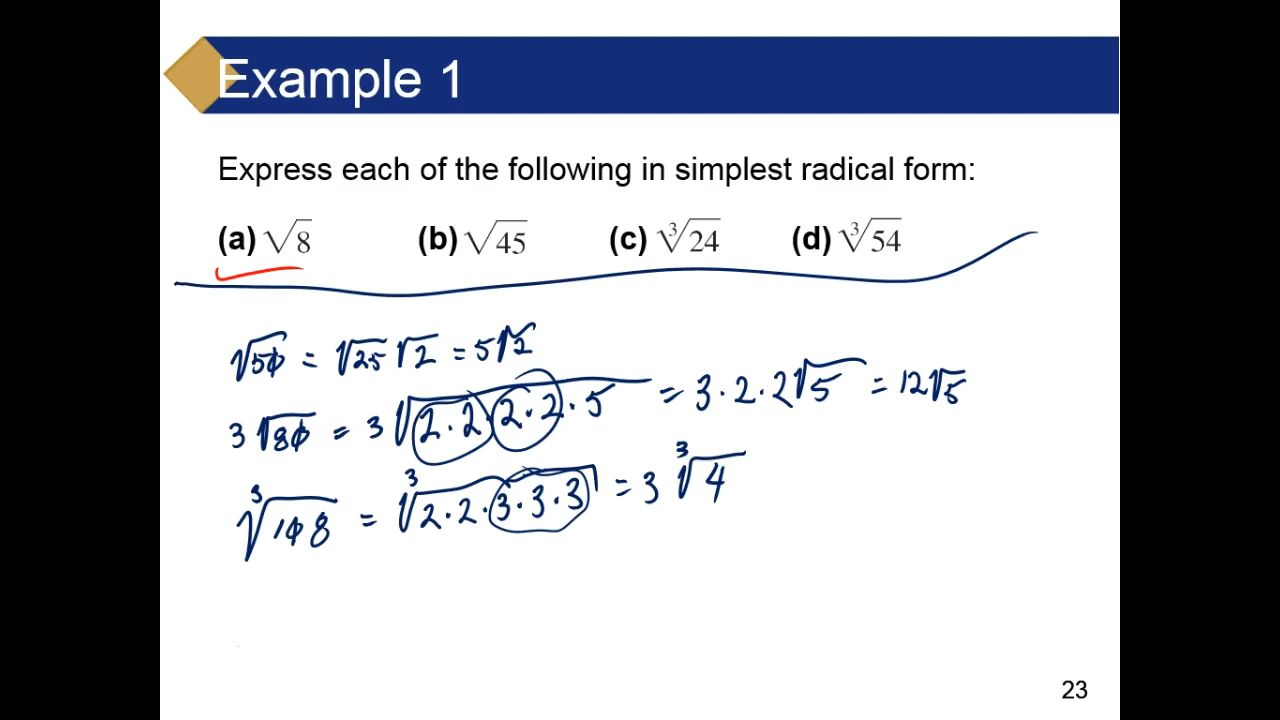 Example 1
Express each of the following in simplest radical form:
(a) √8 (b) √45 (c) ∛24 (d) ∛54
√50 = √25 √2 = 5√2
3√80 = 3√2·2·2·2·5 = 3·2·2√5 = 12√5
∛108 = ∛2·2·3·3·3 = 3∛4
23